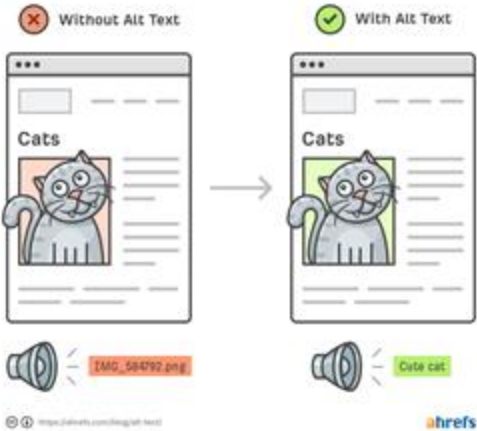 Without Alt Text
With Alt Text
Cats
Cats
IMG_584792.png
Cute cat
https://ahrefs.com/blog/alt-text/
ahrefs